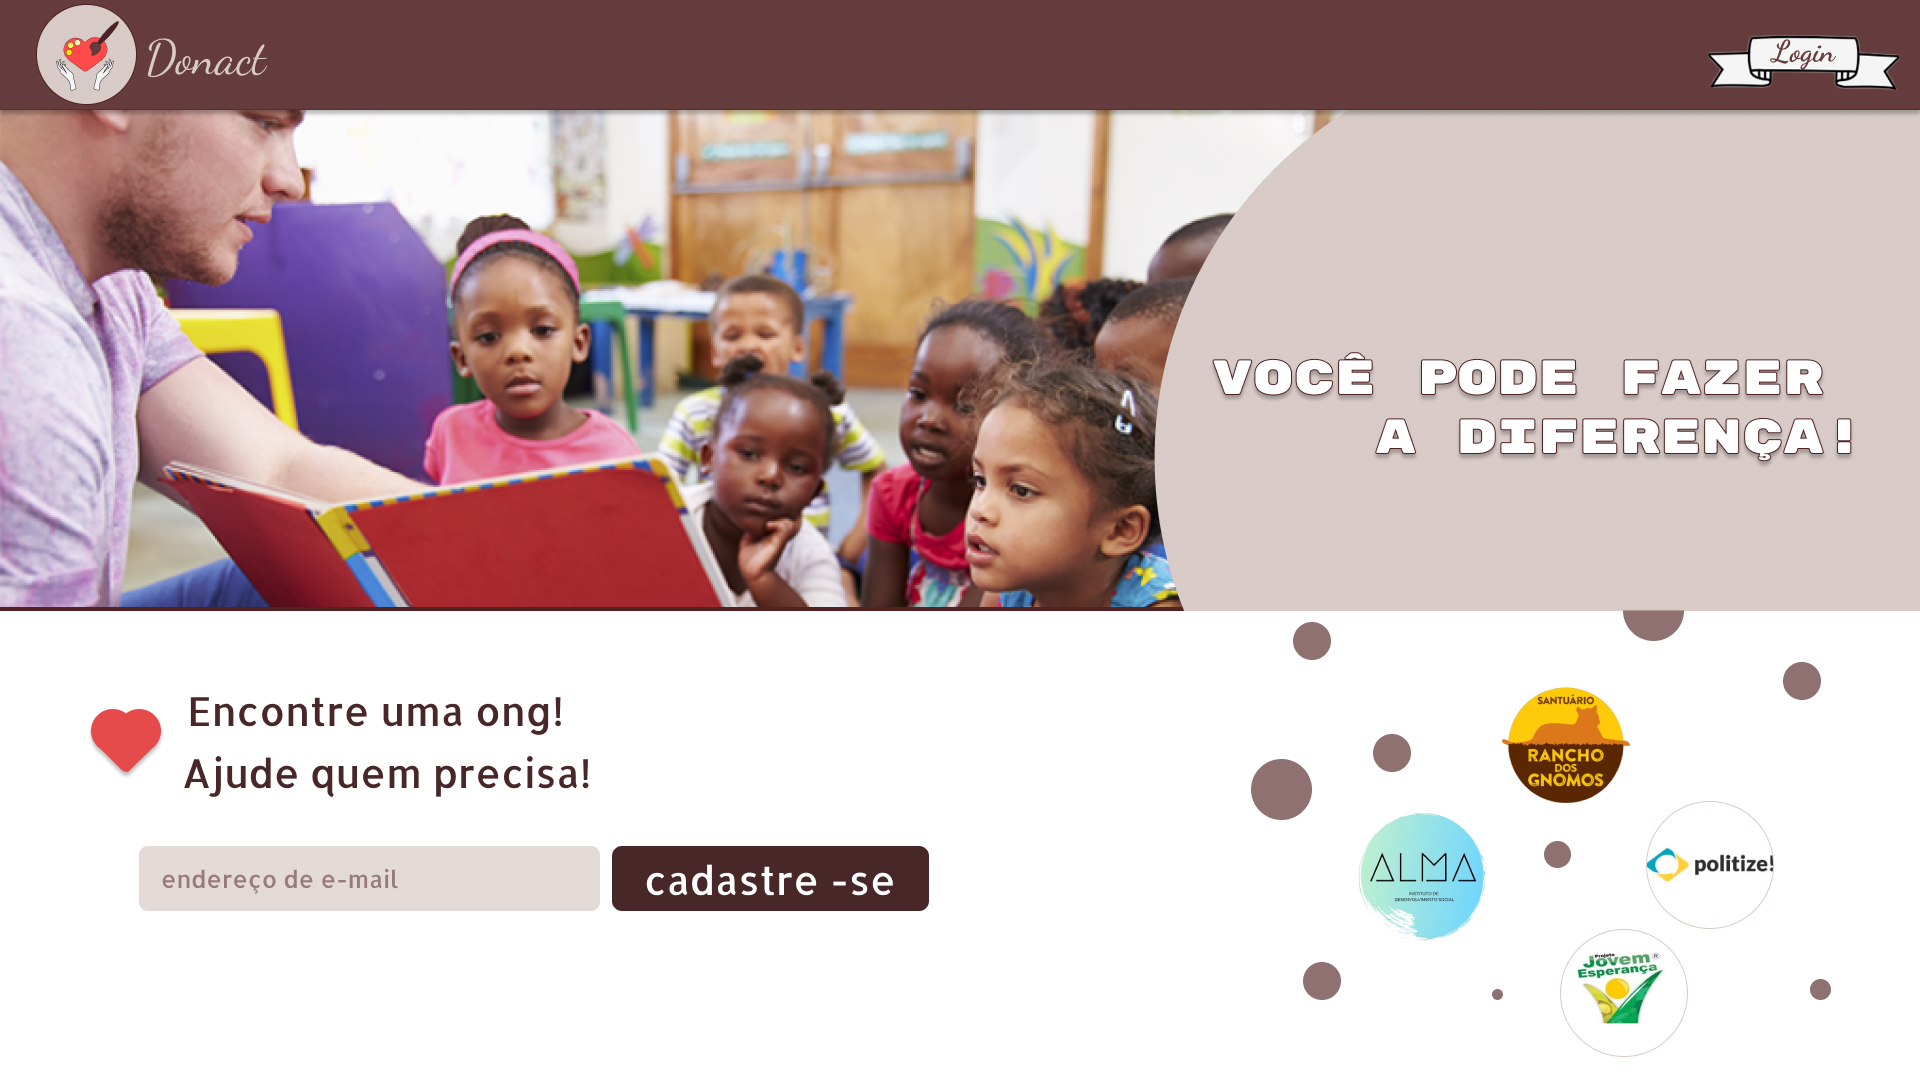 Donact
Login
VOCÊ PODE FAZER
A DIFERENÇA!
Encontre uma ong!
Ajude quem precisa!
endereço de e-mail
cadastre -se
SANTUÁRIO
RANCHO
DOS
GNOMOS
ALMA
INSTITUTO DE
DESENVOLVIMENTO SOCIAL
politize!
Projeto
Jovem ®
Esperança